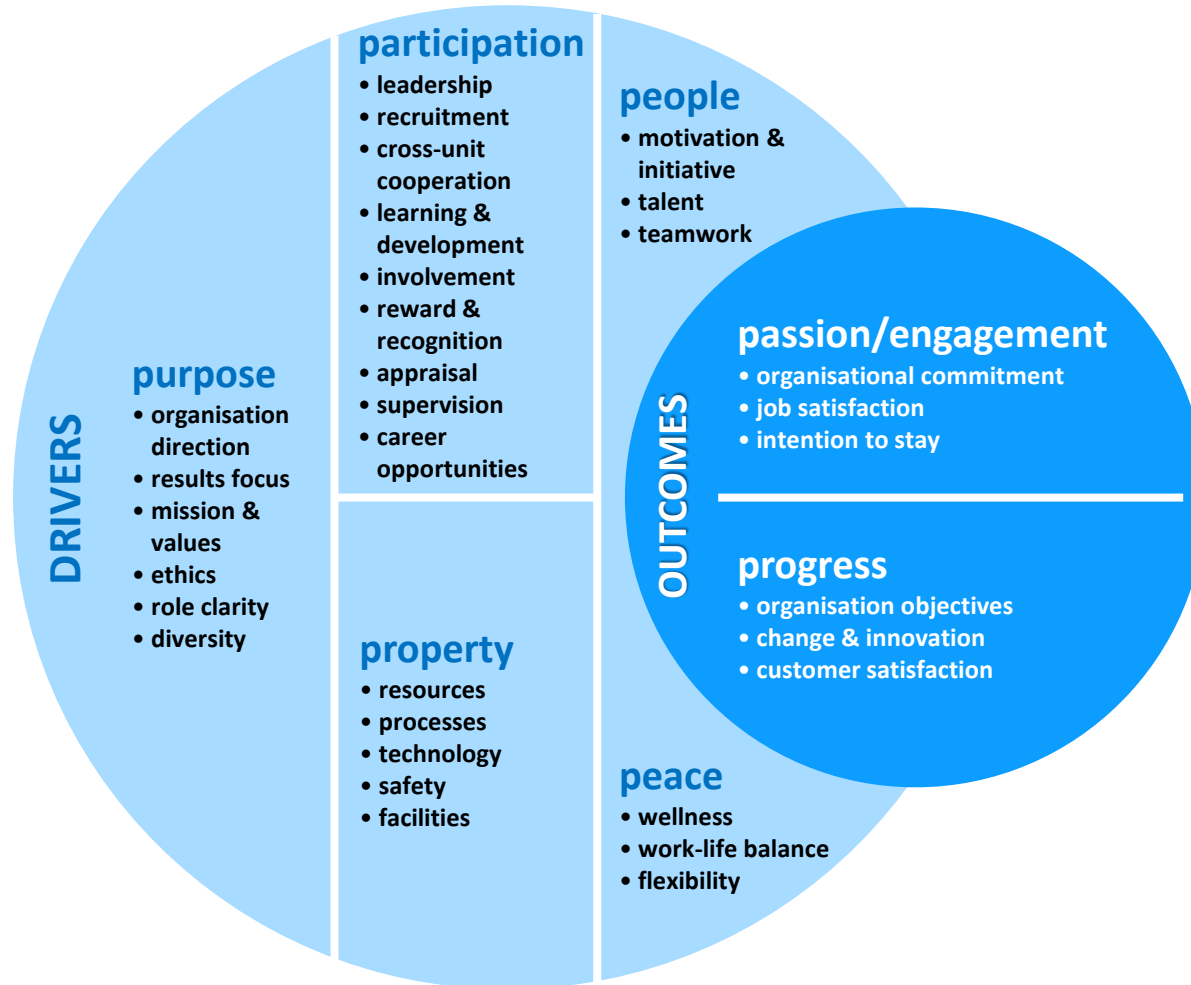 DRIVERS
purpose
• organisation
direction
• results focus
• mission &
values
• ethics
• role clarity
• diversity
participation
• leadership
• recruitment
• cross-unit
cooperation
• learning &
development
• involvement
• reward &
recognition
• appraisal
• supervision
• career
opportunities
property
• resources
• processes
• technology
• safety
• facilities
people
• motivation &
initiative
• talent
• teamwork
peace
• wellness
• work-life balance
• flexibility
OUTCOMES
passion/engagement
• organisational commitment
• job satisfaction
• intention to stay
progress
• organisation objectives
• change & innovation
• customer satisfaction